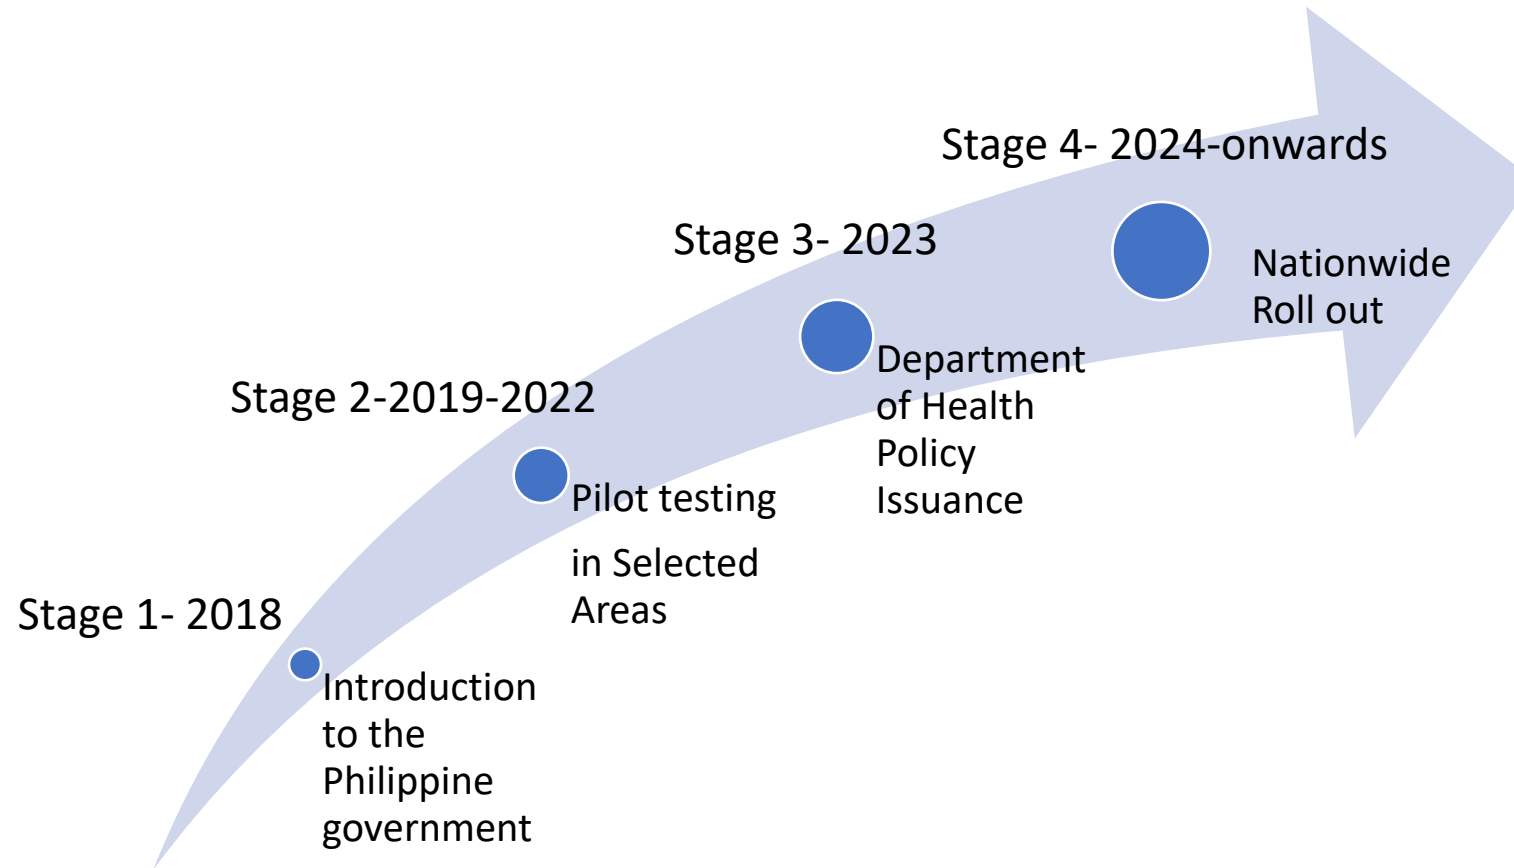 Stage 1- 2018
Introduction
to the
Philippine
government
Stage 2-2019-2022
Pilot testing
in Selected
Areas
Stage 3- 2023
Department
of Health
Policy
Issuance
Stage 4- 2024-onwards
Nationwide
Roll out